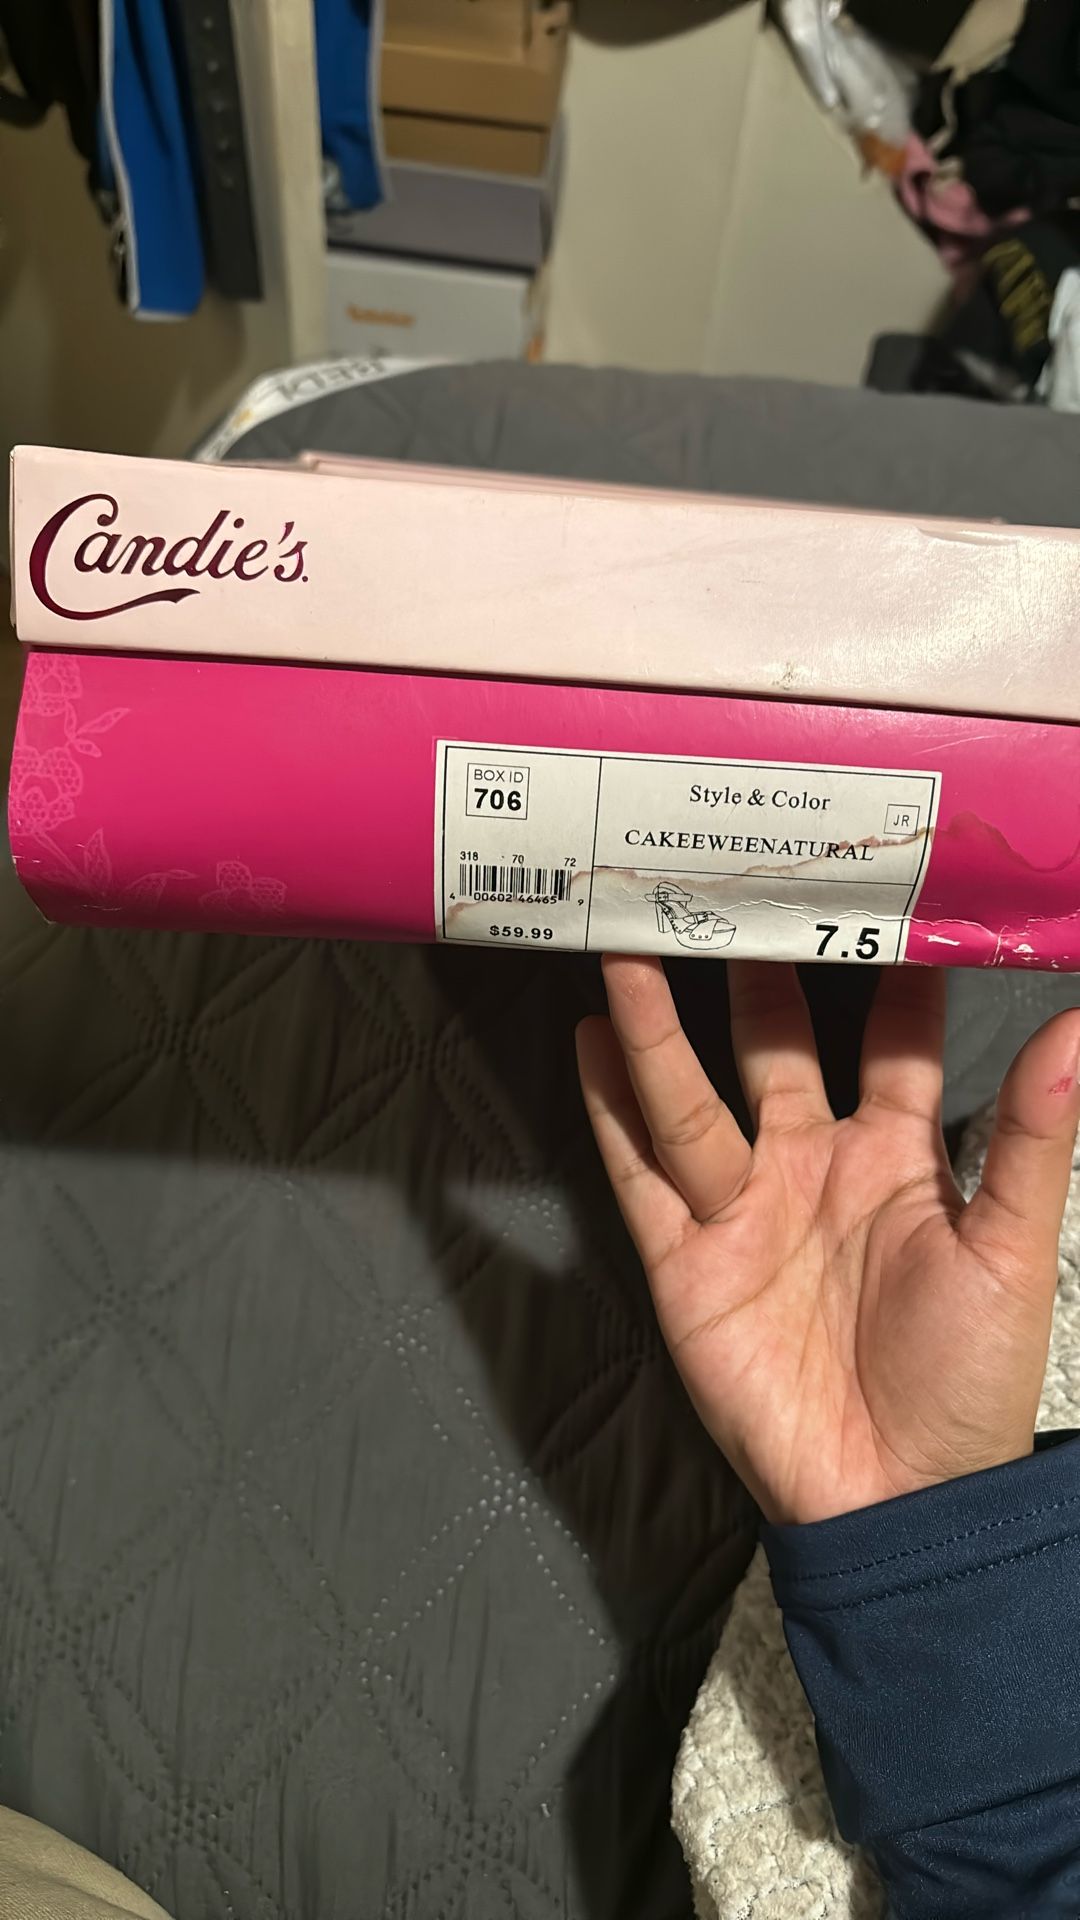 Candie's.
BOX ID
706
318 70 72
4 00602 46465 9
$59.99
Style & Color
JR
CAKEEWEENATURAL
7.5